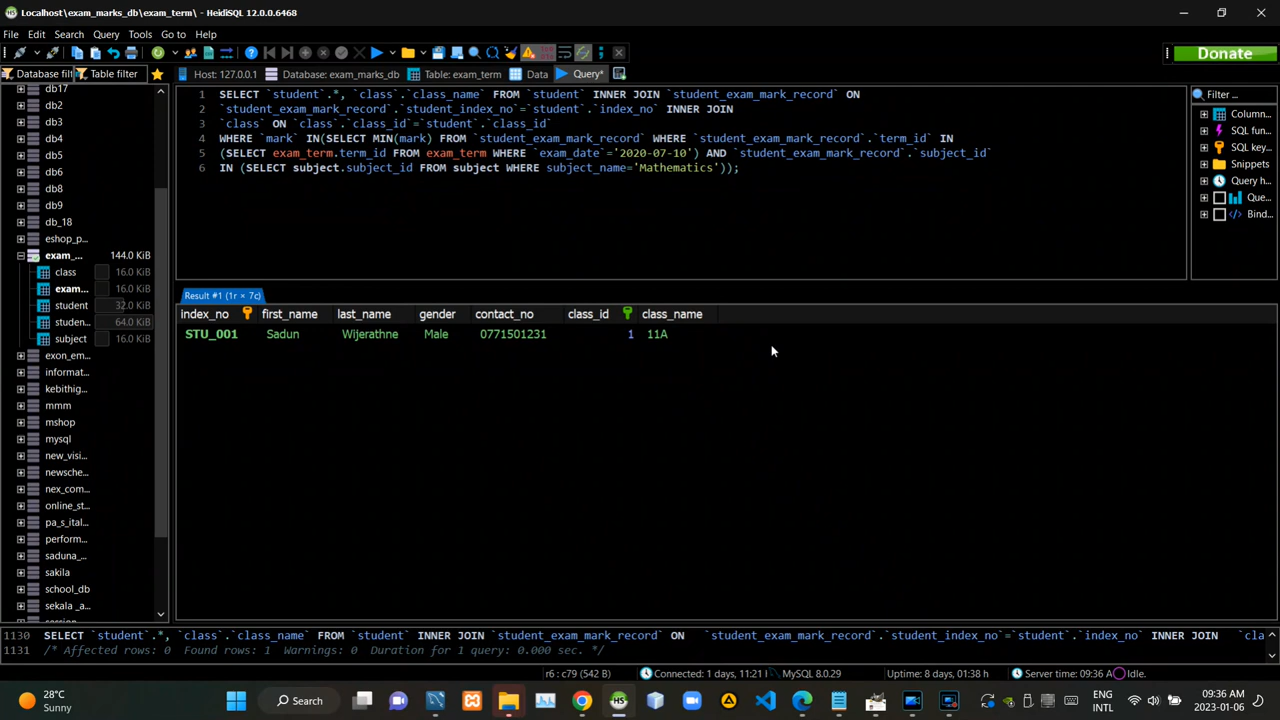 Localhost\exam_marks_db\exam_term\ - HeidiSQL 12.0.0.6468
File Edit Search Query Tools Go to Help
Donate
Database filt Table filter Host: 127.0.0.1 Database: exam_marks_db Table: exam_term Data Query*
1 SELECT `student`.*, `class`.`class_name` FROM `student` INNER JOIN `student_exam_mark_record` ON
2 `student_exam_mark_record`.`student_index_no`=`student`.`index_no` INNER JOIN
3 `class` ON `class`.`class_id`=`student`.`class_id`
4 WHERE `mark` IN(SELECT MIN(mark) FROM `student_exam_mark_record` WHERE `student_exam_mark_record`.`term_id` IN
5 (SELECT exam_term.term_id FROM exam_term WHERE `exam_date`='2020-07-10') AND `student_exam_mark_record`.`subject_id`
6 IN (SELECT subject.subject_id FROM subject WHERE subject_name='Mathematics'));
Filter ...
Column...
SQL fun...
SQL key...
Snippets
Query h...
Que...
Bind...
db17
db2
db3
db4
db5
db6
db8
db9
db_18
eshop_p...
exam_... 144.0 KiB
class 16.0 KiB
exam... 16.0 KiB
student 32.0 KiB
studen... 64.0 KiB
subject 16.0 KiB
exon_em...
informat...
kebithig...
mmm
mshop
mysql
new_visi...
newsche...
nex_com...
online_st...
pa_s_ital...
perform...
saduna_...
sakila
school_db
sekala _a...
Result #1 (1r × 7c)
index_no first_name last_name gender contact_no class_id class_name
STU_001 Sadun Wijerathne Male 0771501231 1 11A
1130 SELECT `student`.*, `class`.`class_name` FROM `student` INNER JOIN `student_exam_mark_record` ON `student_exam_mark_record`.`student_index_no`=`student`.`index_no` INNER JOIN `cla
1131 /* Affected rows: 0 Found rows: 1 Warnings: 0 Duration for 1 query: 0.000 sec. */
r6 : c79 (542 B) Connected: 1 days, 11:21 h MySQL 8.0.29 Uptime: 8 days, 01:38 h Server time: 09:36 A Idle.
28°C
Sunny
Search
ENG
INTL
09:36 AM
2023-01-06